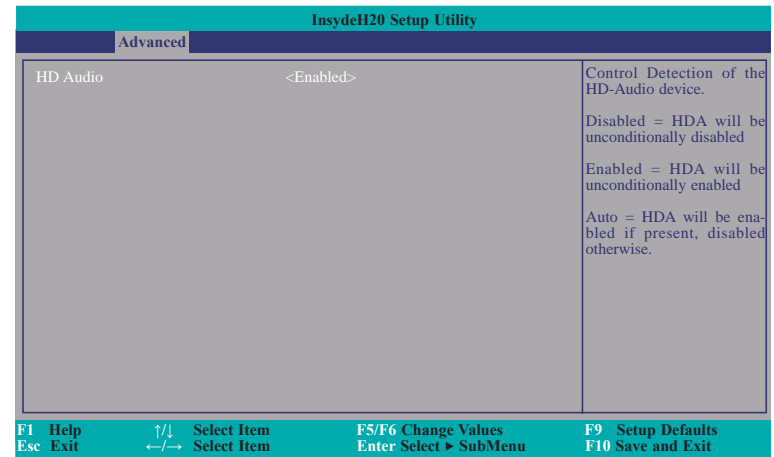 InsydeH20 Setup Utility
Advanced
HD Audio <Enabled>
Control Detection of the
HD-Audio device.
Disabled = HDA will be
unconditionally disabled
Enabled = HDA will be
unconditionally enabled
Auto = HDA will be ena-
bled if present, disabled
otherwise.
F1 Help ↑/↓ Select Item F5/F6 Change Values F9 Setup Defaults
Esc Exit ←/→ Select Item Enter Select ▶ SubMenu F10 Save and Exit